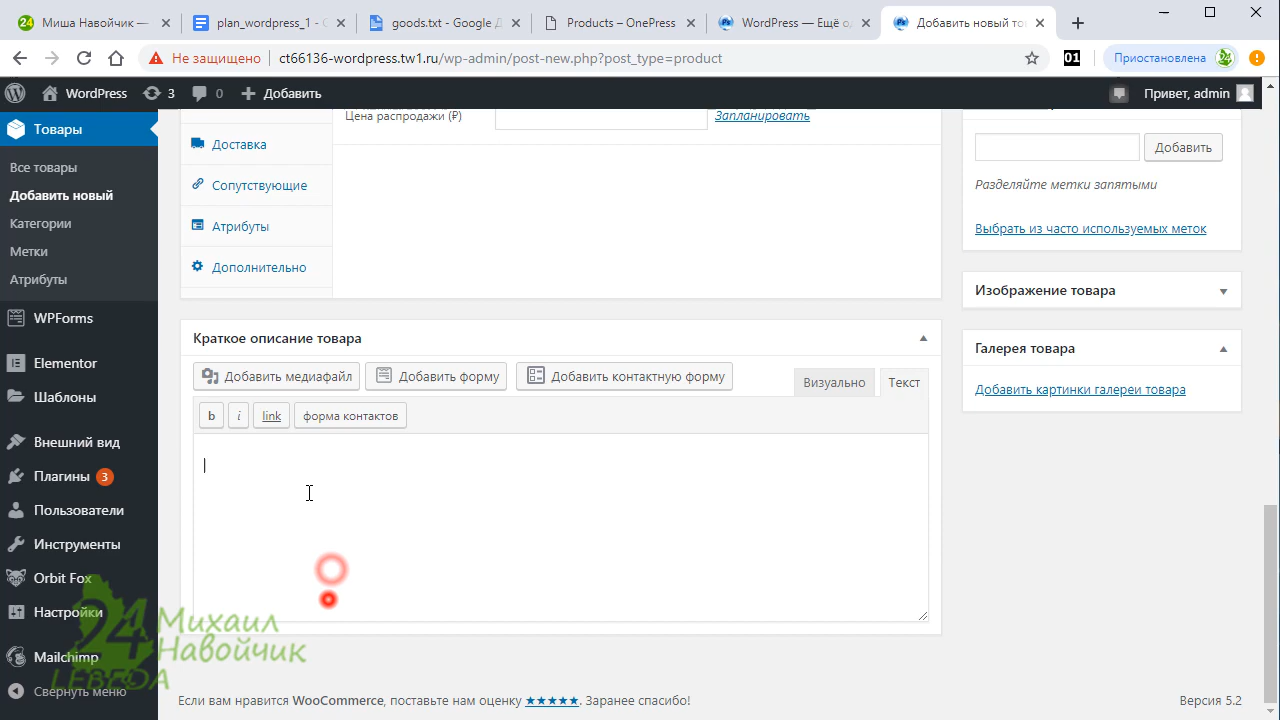 Миша Навойчик —
plan_wordpress_1 - G
goods.txt - Google Д
Products – OnePress
WordPress — Ещё о
Добавить новый то
Не защищено
ct66136-wordpress.tw1.ru/wp-admin/post-new.php?post_type=product
01
Приостановлена
WordPress
3
0
Добавить
Привет, admin
Товары
Все товары
Добавить новый
Категории
Метки
Атрибуты
WPForms
Elementor
Шаблоны
Внешний вид
Плагины 3
Пользователи
Инструменты
Orbit Fox
Настройки
Mailchimp
Свернуть меню
Цена распродажи (₽)
Запланировать
Доставка
Сопутствующие
Атрибуты
Дополнительно
Краткое описание товара
Добавить медиафайл
Добавить форму
Добавить контактную форму
Визуально
Текст
b
i
link
форма контактов
Добавить
Разделяйте метки запятыми
Выбрать из часто используемых меток
Изображение товара
Галерея товара
Добавить картинки галереи товара
Если вам нравится WooCommerce, поставьте нам оценку ★★★★★. Заранее спасибо!
Версия 5.2
24
Михаил
Навойчик
LEBEDA